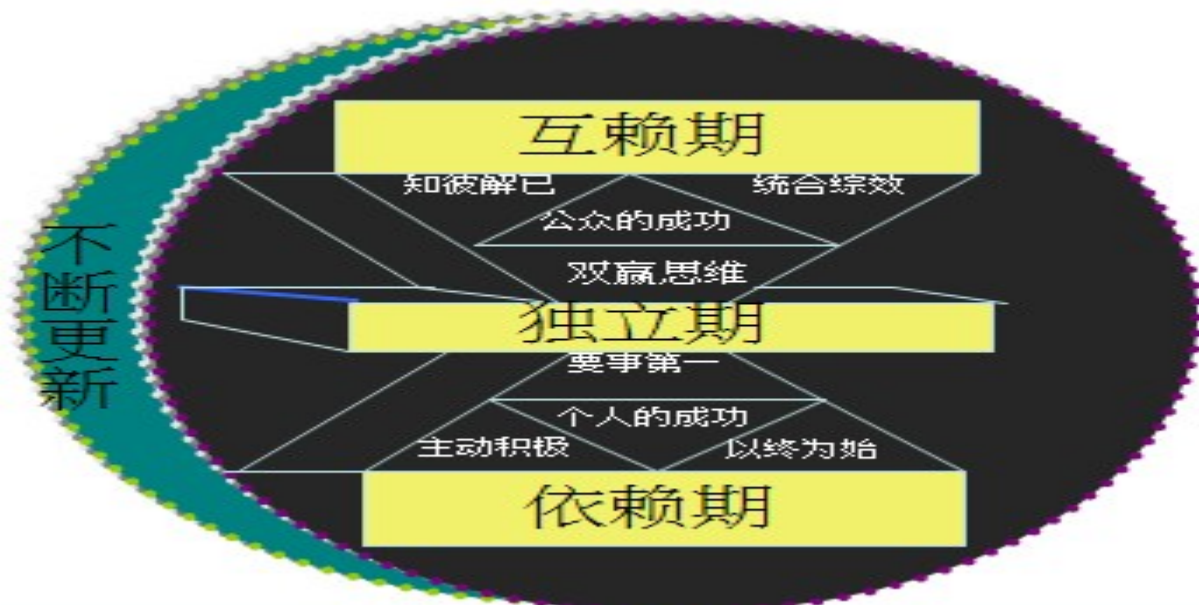 互赖期
知彼解已
统合综效
公众的成功
双赢思维
不断更新
独立期
要事第一
个人的成功
主动积极
以终为始
依赖期